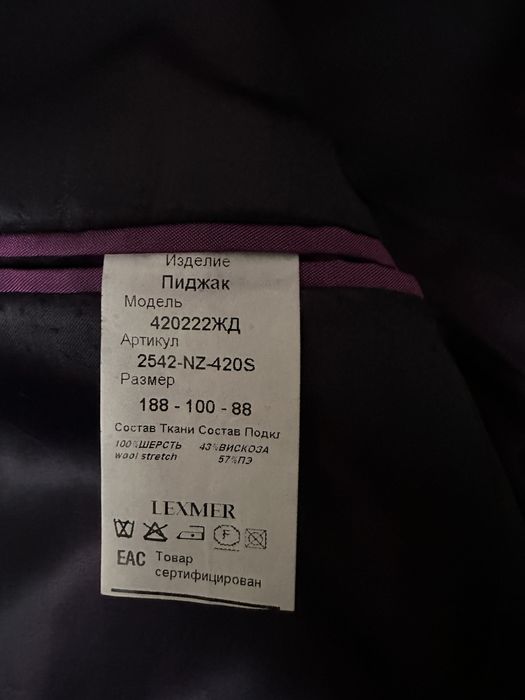 Изделие
Пиджак
Модель
420222ЖД
Артикул
2542-NZ-420S
Размер
188 - 100 - 88
Состав Ткани Состав Подкл
100%ШЕРСТЬ 43%ВИСКОЗА
wool stretch 57%ПЭ
LEXMER
F
EAC Товар
сертифицирован